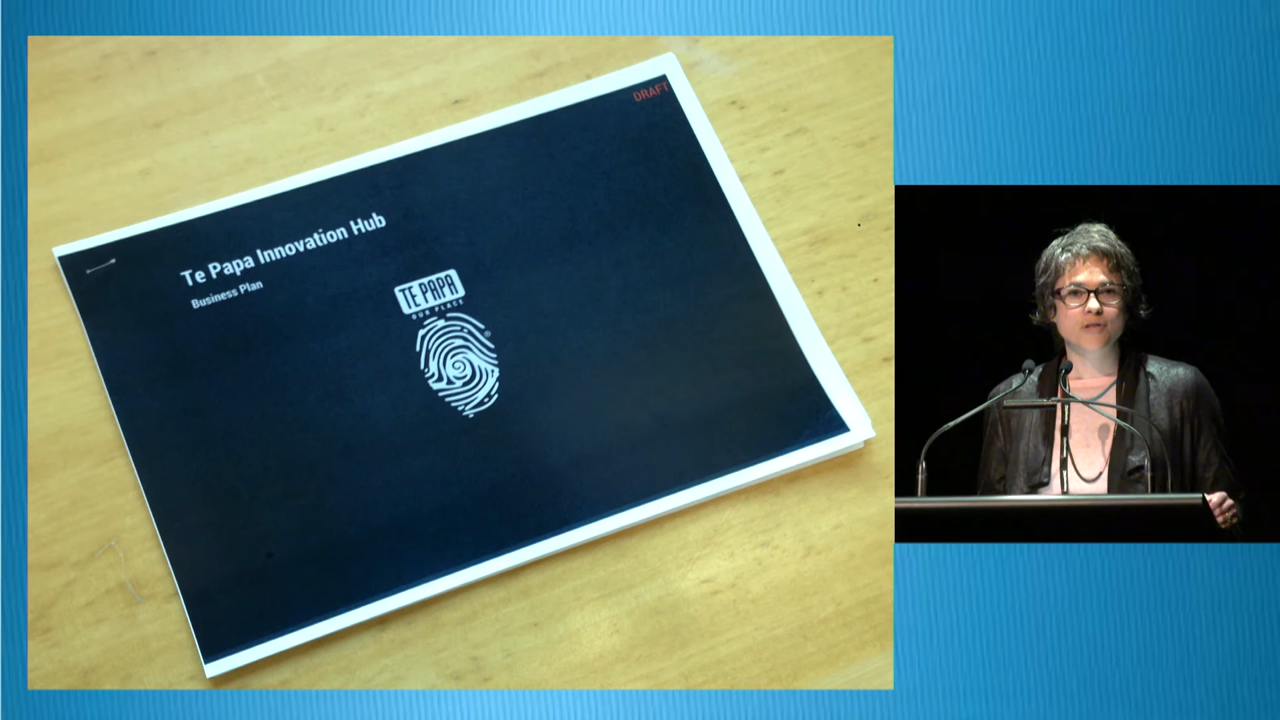 DRAFT
Te Papa Innovation Hub
Business Plan
TE PAPA
OUR PLACE
®